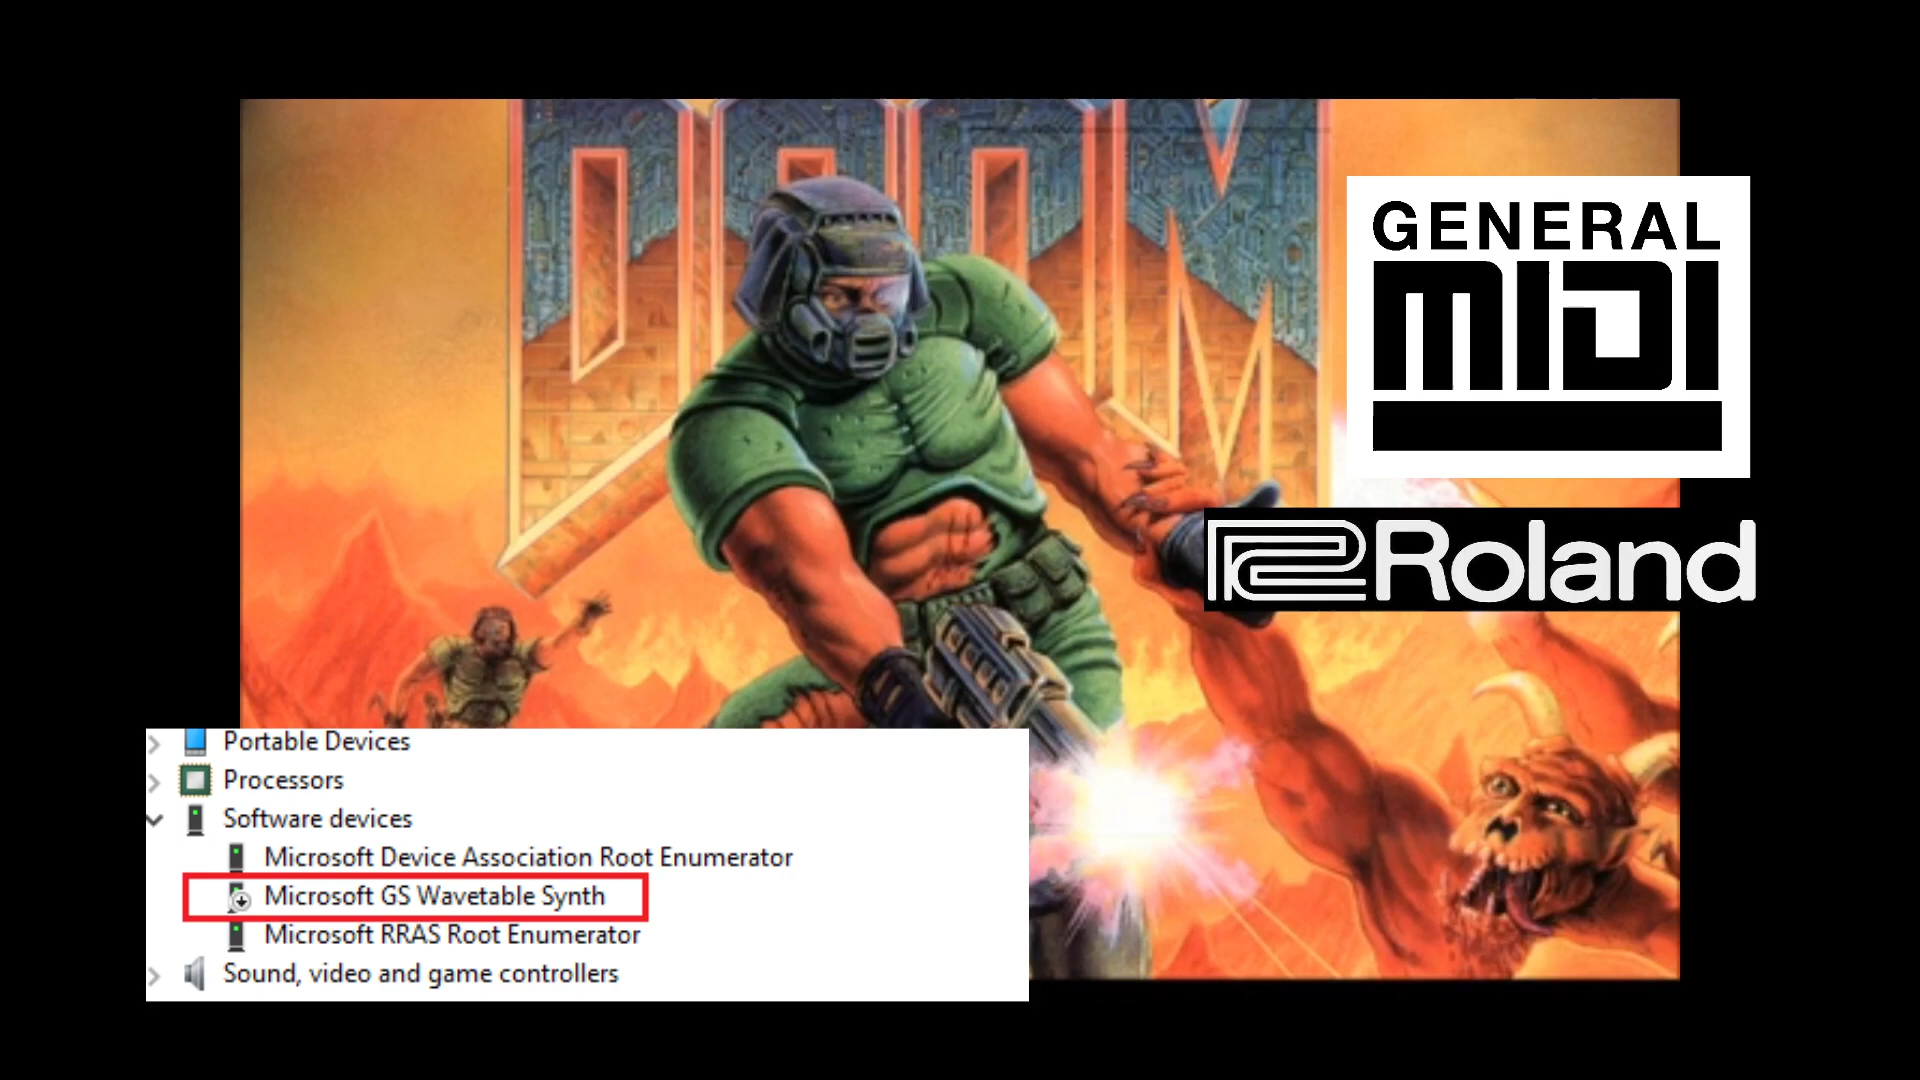 DOOM
GENERAL
MIDI
Roland
Portable Devices
Processors
Software devices
Microsoft Device Association Root Enumerator
Microsoft GS Wavetable Synth
Microsoft RRAS Root Enumerator
Sound, video and game controllers